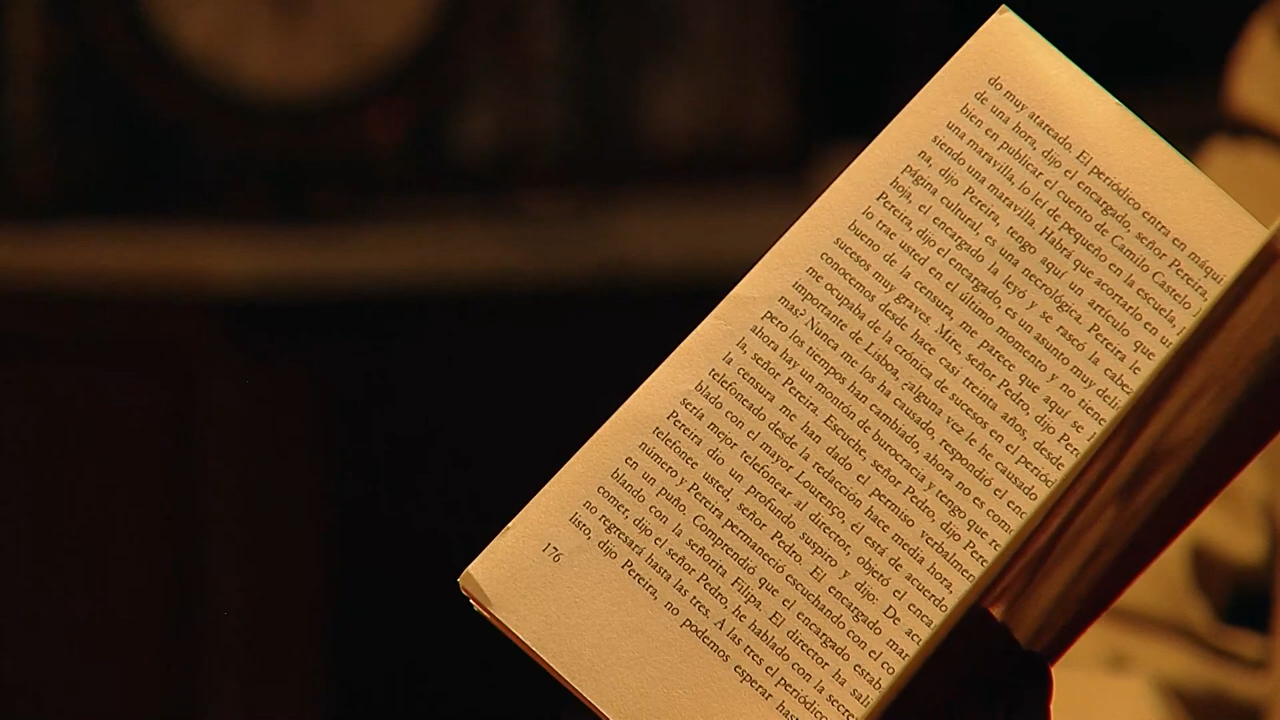 do muy atareado. El periódico entra en máqui
de una hora, dijo el encargado, señor Pereira,
bien en publicar el cuento de Camilo Castelo
una maravilla, lo leí de pequeño en la escuela,
siendo una maravilla. Habrá que acortarlo en u
na, dijo Pereira, tengo aquí un artículo que
página cultural, es una necrológica. Pereira le
hoja, el encargado la leyó y se rascó la cabez
Pereira, dijo el encargado, es un asunto muy deli
lo trae usted en el último momento y no tiene
bueno de la censura, me parece que aquí se
sucesos muy graves. Mire, señor Pedro, dijo Per
conocemos desde hace casi treinta años, desde
me ocupaba de la crónica de sucesos en el periódi
importante de Lisboa, ¿alguna vez le he causado
mas? Nunca me los ha causado, respondió el enc
pero los tiempos han cambiado, ahora no es com
ahora hay un montón de burocracia y tengo que re
la, señor Pereira. Escuche, señor Pedro, dijo Pere
la censura me han dado el permiso verbalmen
telefoneado desde la redacción hace media hora,
blado con el mayor Lourenço, él está de acuerdo
sería mejor telefonear al director, objetó el enca
Pereira dio un profundo suspiro y dijo: De acu
telefonee usted, señor Pedro. El encargado mar
número y Pereira permaneció escuchando con el co
en un puño. Comprendió que el encargado estab
blando con la señorita Filipa. El director ha sali
comer, dijo el señor Pedro, he hablado con la secre
no regresará hasta las tres. A las tres el periódico
listo, dijo Pereira, no podemos esperar hast
176